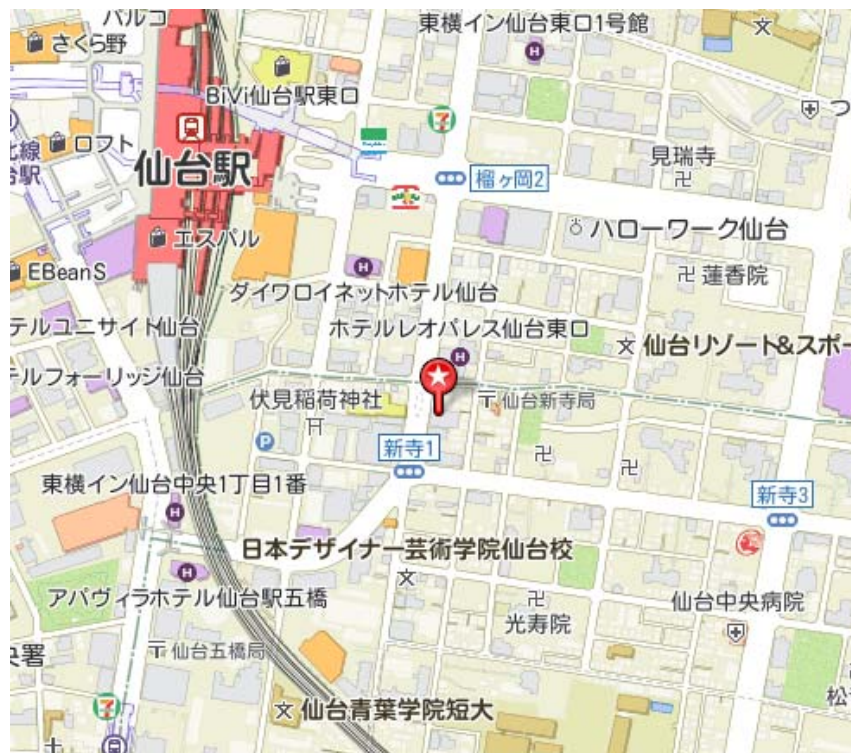 パルコ
さくら野
東横イン仙台東口1号館
BiVi仙台駅東口
ロフト
仙台駅
見瑞寺
榴ヶ岡2
エスパル
ハローワーク仙台
EBeanS
蓮香院
ダイワロイネットホテル仙台
テルユニサイト仙台
ホテルレオパレス仙台東口
仙台リゾート&スポー
テルフォーリッジ仙台
伏見稲荷神社
仙台新寺局
新寺1
東横イン仙台中央1丁目1番
新寺3
日本デザイナー芸術学院仙台校
アパヴィラホテル仙台駅五橋
仙台中央病院
光寿院
仙台五橋局
央署
松
仙台青葉学院短大